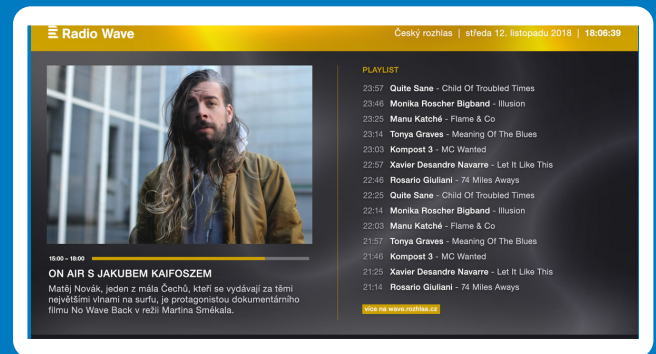 Radio Wave
Český rozhlas | středa 12. listopadu 2018 | 18:06:39
15:00 – 18:00
ON AIR S JAKUBEM KAIFOSZEM
Matěj Novák, jeden z mála Čechů, kteří se vydávají za těmi
největšími vlnami na surfu, je protagonistou dokumentárního
filmu No Wave Back v režii Martina Smékala.
PLAYLIST
23:57 Quite Sane - Child Of Troubled Times
23:46 Monika Roscher Bigband - Illusion
23:25 Manu Katché - Flame & Co
23:14 Tonya Graves - Meaning Of The Blues
23:03 Kompost 3 - MC Wanted
22:57 Xavier Desandre Navarre - Let It Like This
22:46 Rosario Giuliani - 74 Miles Aways
22:25 Quite Sane - Child Of Troubled Times
22:14 Monika Roscher Bigband - Illusion
22:03 Manu Katché - Flame & Co
21:57 Tonya Graves - Meaning Of The Blues
21:46 Kompost 3 - MC Wanted
21:25 Xavier Desandre Navarre - Let It Like This
21:14 Rosario Giuliani - 74 Miles Aways
více na wave.rozhlas.cz